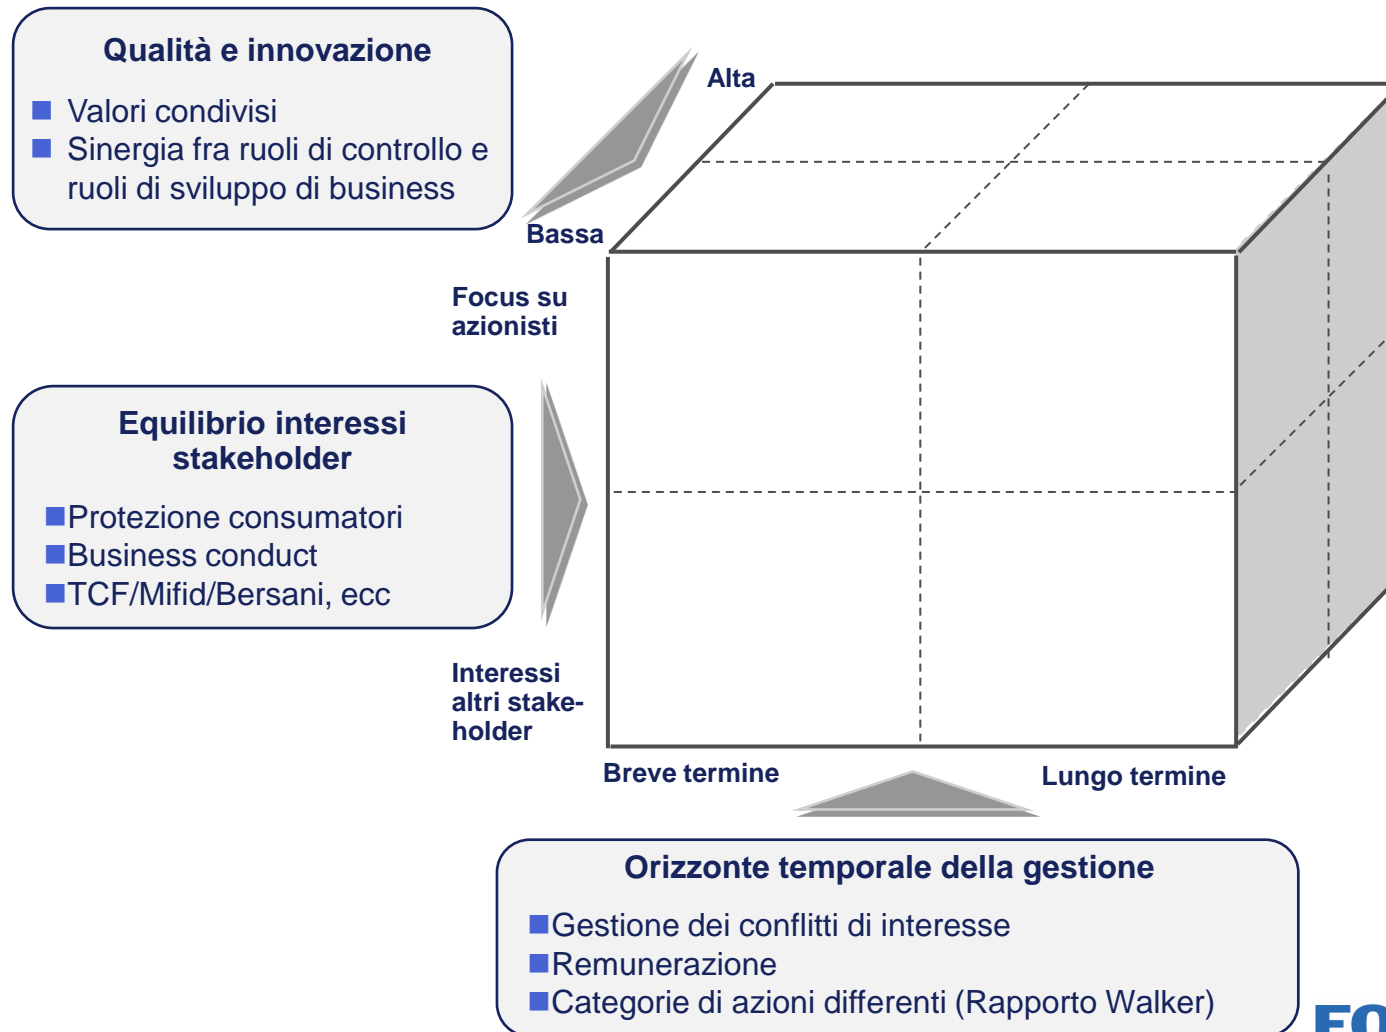 Qualità e innovazione
Valori condivisi
Sinergia fra ruoli di controllo e
ruoli di sviluppo di business
Alta
Bassa
Focus su
azionisti
Equilibrio interessi
stakeholder
Protezione consumatori
Business conduct
TCF/Mifid/Bersani, ecc
Interessi
altri stake-
holder
Breve termine
Lungo termine
Orizzonte temporale della gestione
Gestione dei conflitti di interesse
Remunerazione
Categorie di azioni differenti (Rapporto Walker)